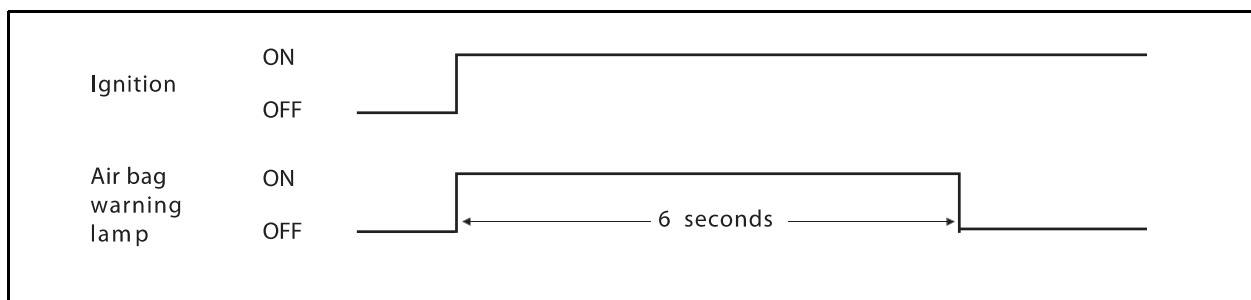 ON
Ignition
OFF
Air bag
warning
lamp
ON
OFF
6 seconds